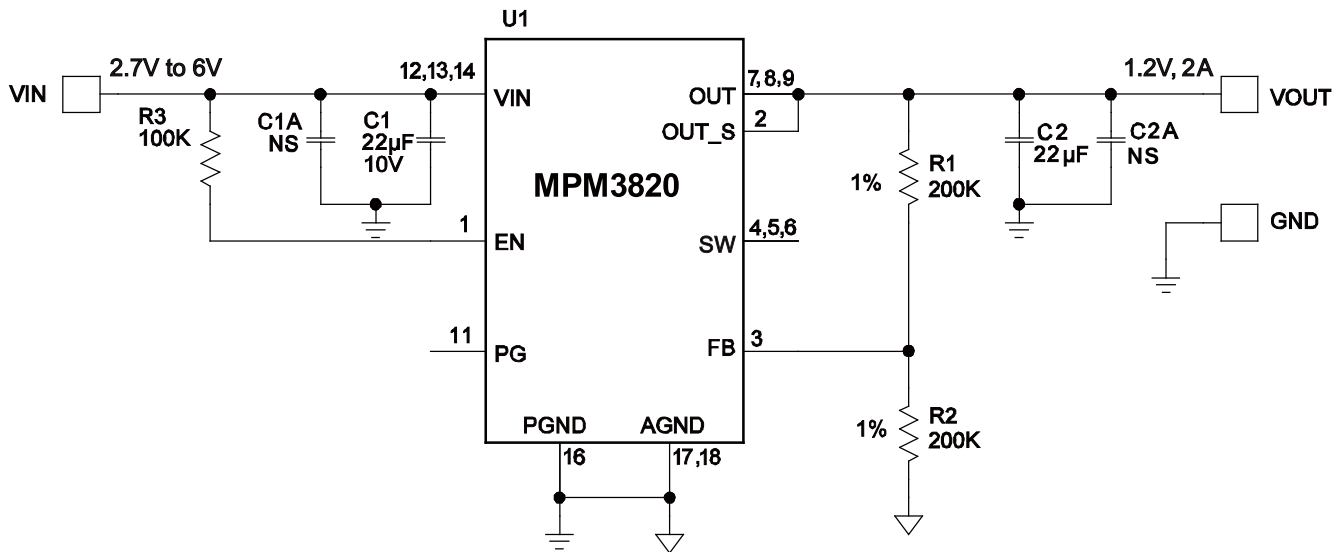 U1
2.7V to 6V
VIN
12,13,14
VIN
R3
100K
C1A
NS
C1
22µF
10V
MPM3820
1
EN
11
PG
PGND
16
AGND
17,18
OUT
7,8,9
OUT_S
2
SW
4,5,6
FB
3
1%
R1
200K
1%
R2
200K
C2
22µF
C2A
NS
1.2V, 2A
VOUT
GND